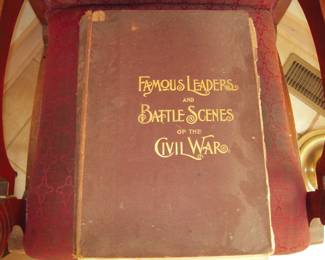 FAMOUS LEADERS
AND
BATTLE SCENES
OF THE
CIVIL WAR